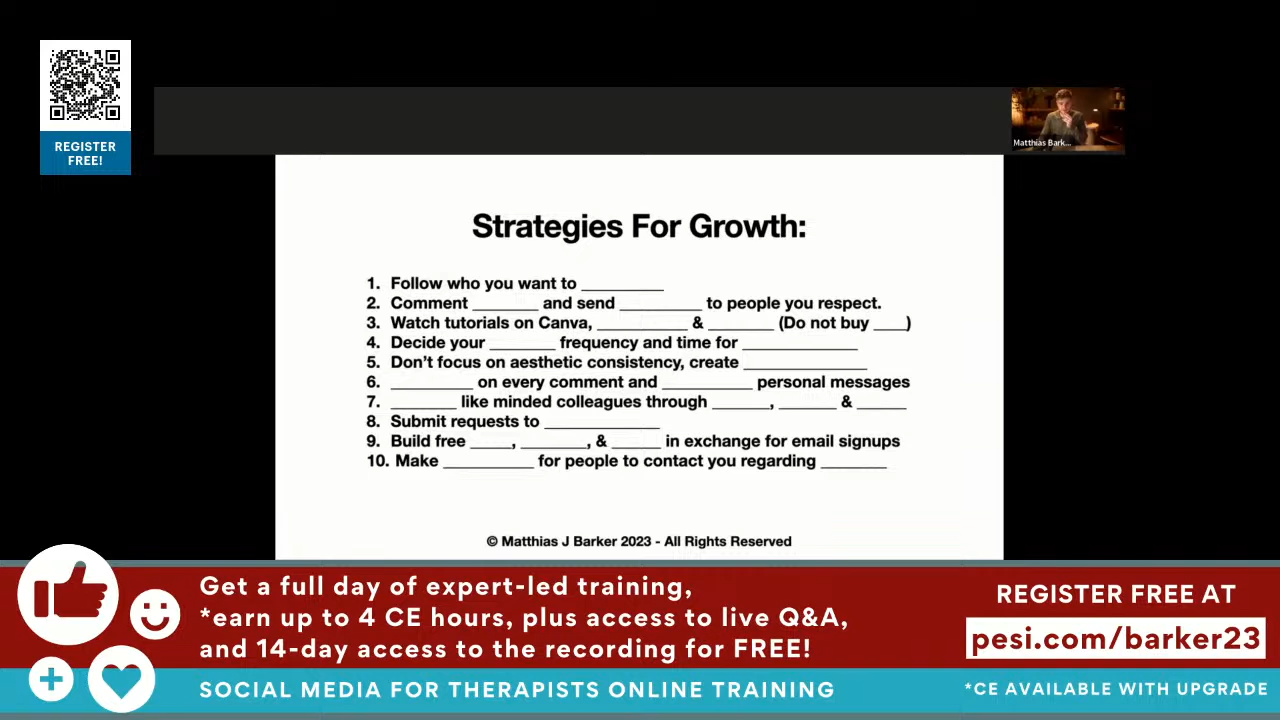 REGISTER
FREE!
Matthias Bark...
Strategies For Growth:
1. Follow who you want to __________
2. Comment ________ and send __________ to people you respect.
3. Watch tutorials on Canva, ___________ & ________ (Do not buy ____)
4. Decide your ________ frequency and time for ______________
5. Don't focus on aesthetic consistency, create _______________
6. __________ on every comment and ___________ personal messages
7. ________ like minded colleagues through _______, _______ & ______
8. Submit requests to ______________
9. Build free _____, ________, & ______ in exchange for email signups
10. Make ___________ for people to contact you regarding ________
© Matthias J Barker 2023 - All Rights Reserved
Get a full day of expert-led training,
*earn up to 4 CE hours, plus access to live Q&A,
and 14-day access to the recording for FREE!
REGISTER FREE AT
pesi.com/barker23
SOCIAL MEDIA FOR THERAPISTS ONLINE TRAINING
*CE AVAILABLE WITH UPGRADE